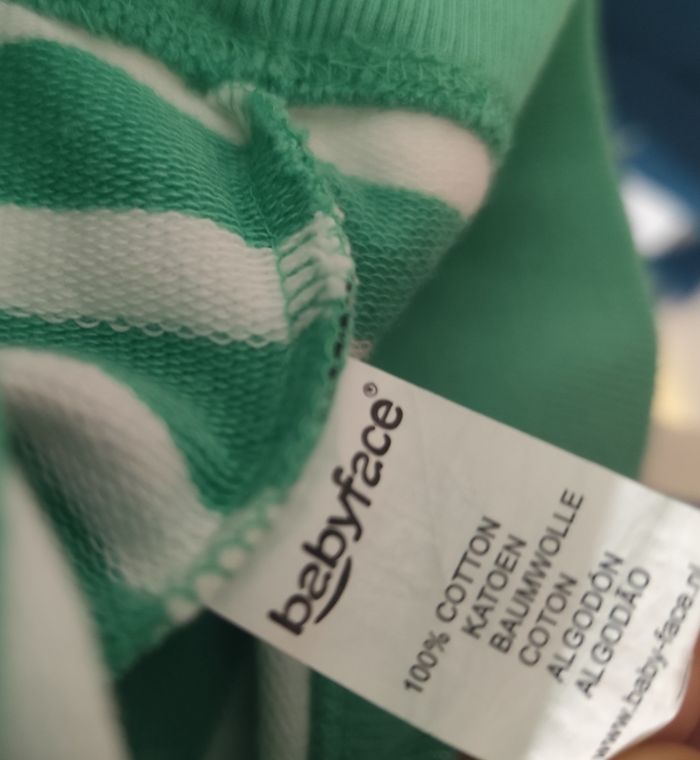 babyface®
100% COTTON
KATOEN
BAUMWOLLE
COTON
ALGODÓN
ALGODÃO
www.baby-face.nl